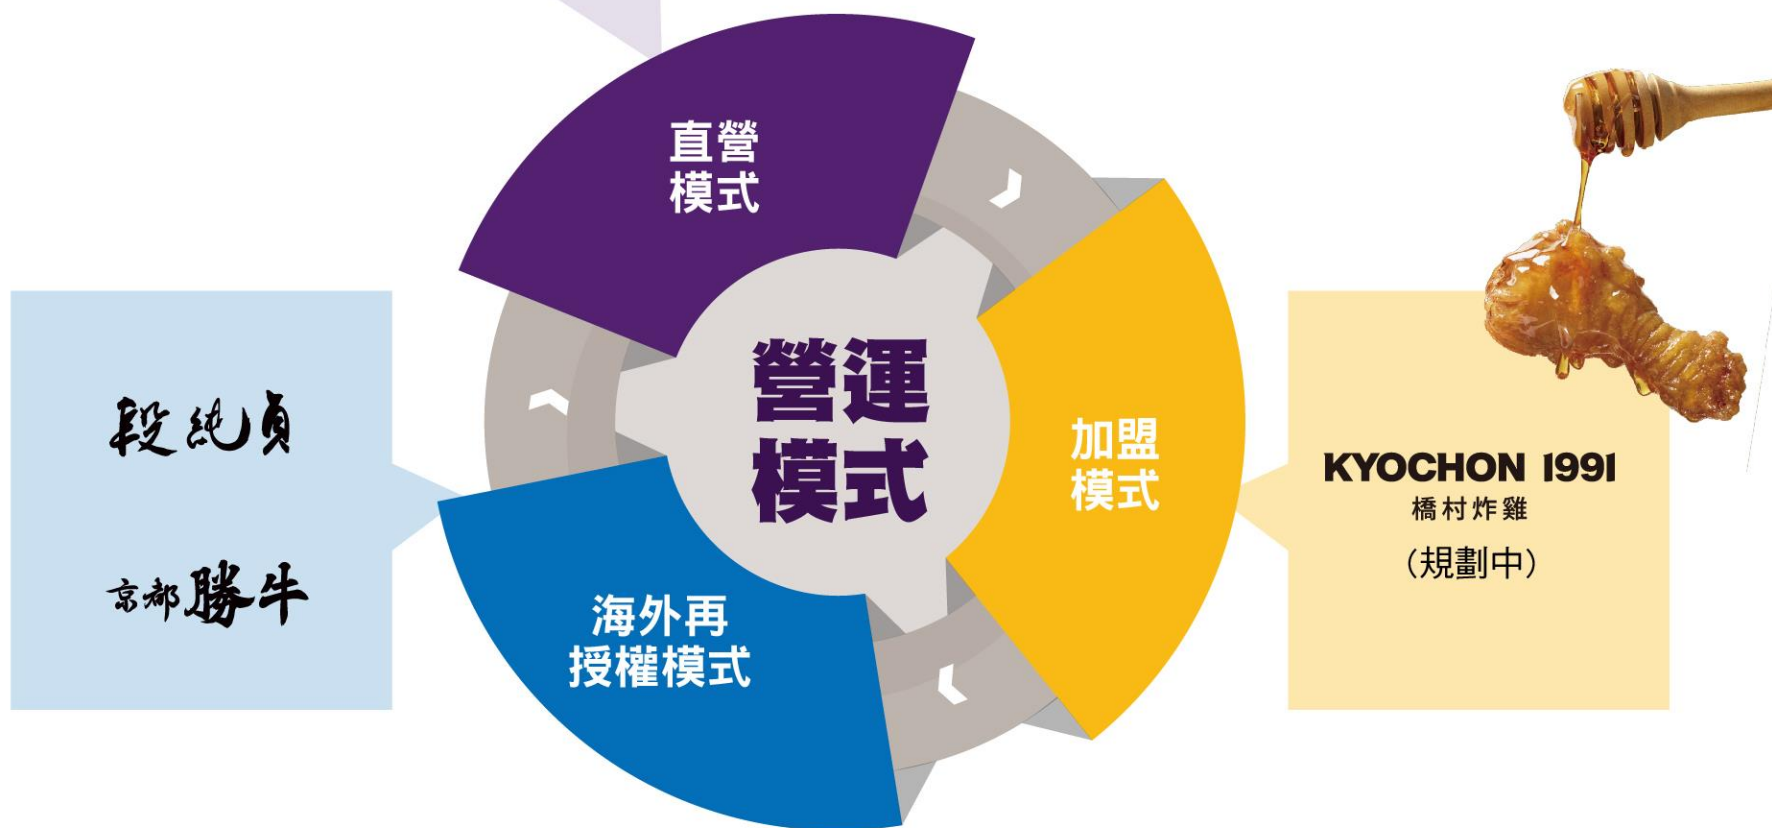 直營
模式
營運
模式
加盟
模式
海外再
授權模式
段純貞
京都勝牛
KYOCHON 1991
橋村炸雞
(規劃中)